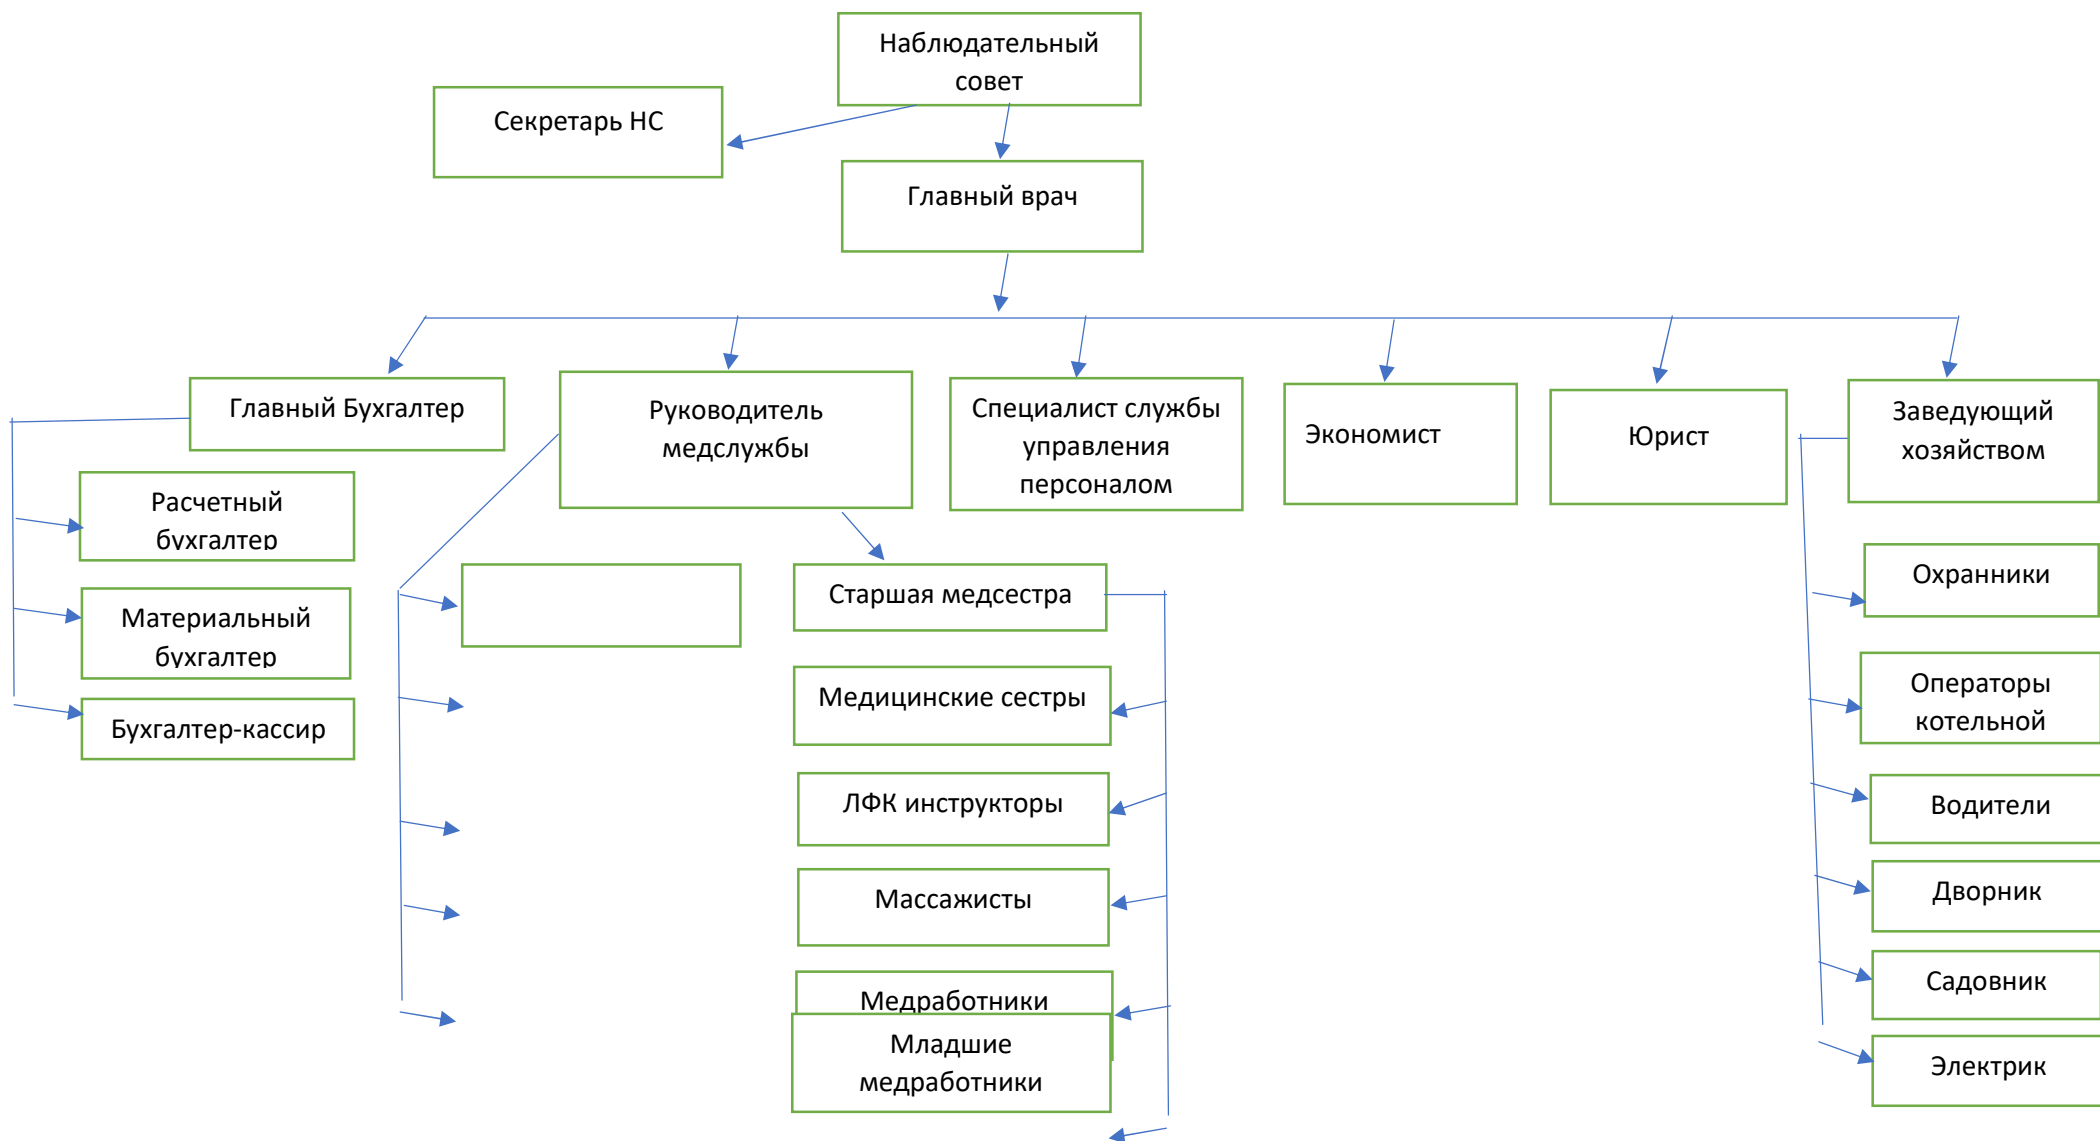 Наблюдательный
совет
Секретарь НС
Главный врач
Главный Бухгалтер
Руководитель
медслужбы
Специалист службы
управления
персоналом
Экономист
Юрист
Заведующий
хозяйством
Расчетный
бухгалтер
Материальный
бухгалтер
Бухгалтер-кассир
Старшая медсестра
Медицинские сестры
ЛФК инструкторы
Массажисты
Медработники
Младшие
медработники
Охранники
Операторы
котельной
Водители
Дворник
Садовник
Электрик